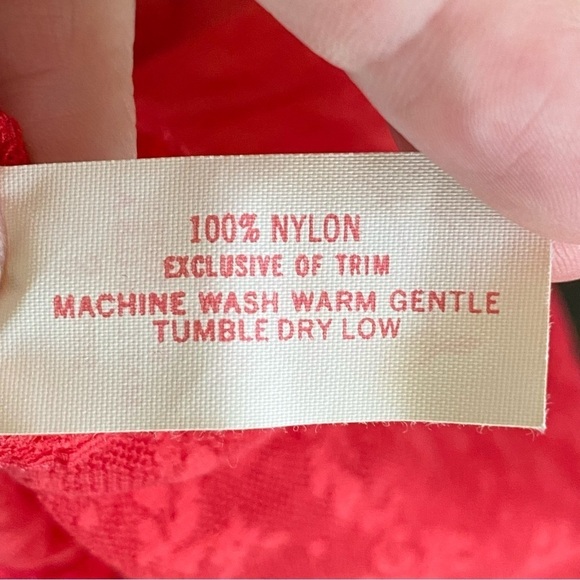 100% NYLON
EXCLUSIVE OF TRIM
MACHINE WASH WARM GENTLE
TUMBLE DRY LOW